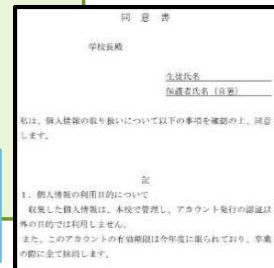 同 意 書
学校長殿
生徒氏名
保護者氏名（自署）
私は、個人情報の取り扱いについて以下の事項を確認の上、同意
します。
記
1．個人情報の利用目的について
収集した個人情報は、本校で管理し、アカウント発行の認証以
外の目的では利用しません。
また、このアカウントの有効期限は今年度に限られており、卒業
の際に全て抹消します。